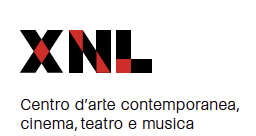 XNL
Centro d'arte contemporanea,
cinema, teatro e musica